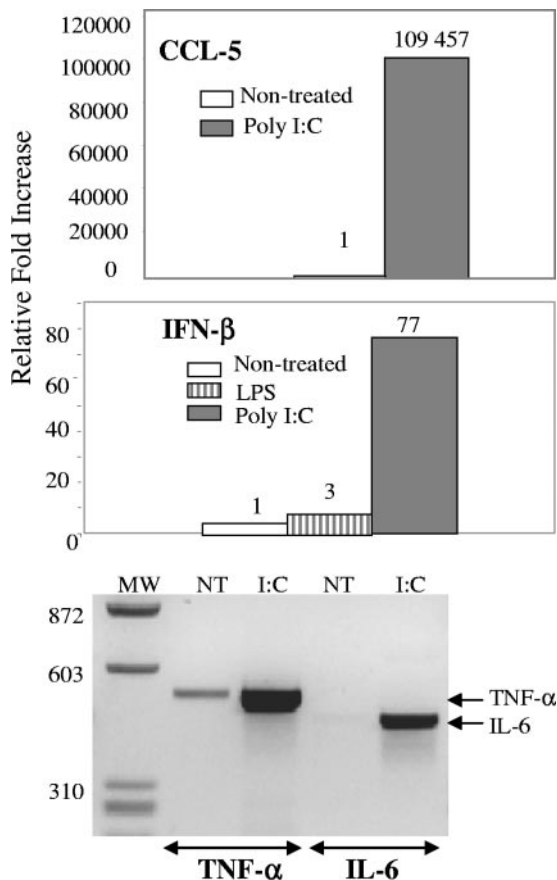 Relative Fold Increase
CCL-5
120000
100000
80000
60000
40000
20000
0
Non-treated
Poly I:C
1
109 457
IFN-β
80
60
40
20
0
Non-treated
LPS
Poly I:C
1
3
77
MW NT I:C NT I:C
872
603
310
TNF-α
IL-6
TNF-α IL-6